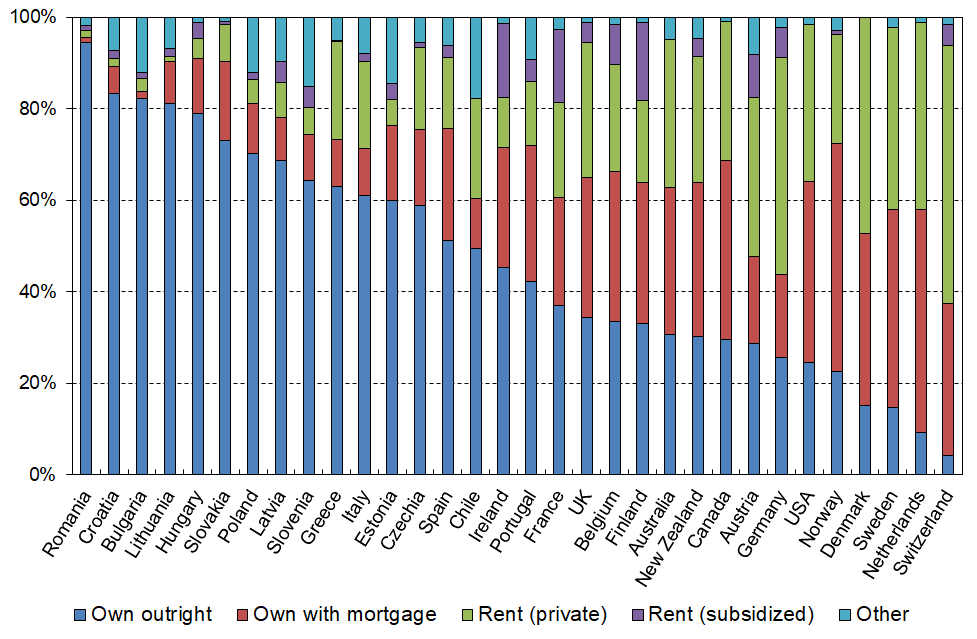 100%
80%
60%
40%
20%
0%
Romania
Croatia
Bulgaria
Lithuania
Hungary
Slovakia
Poland
Latvia
Slovenia
Greece
Italy
Estonia
Czechia
Spain
Chile
Ireland
Portugal
France
UK
Belgium
Finland
Australia
New Zealand
Canada
Austria
Germany
USA
Norway
Denmark
Sweden
Netherlands
Switzerland
Own outright Own with mortgage Rent (private) Rent (subsidized) Other